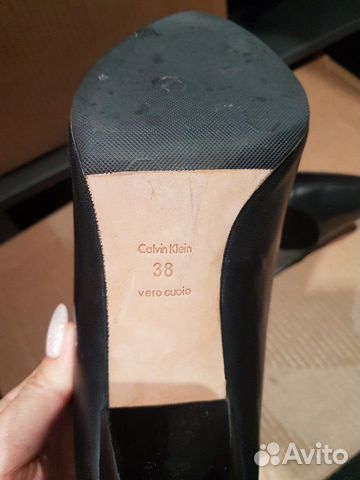 Calvin Klein
38
vero cuoio
Avito